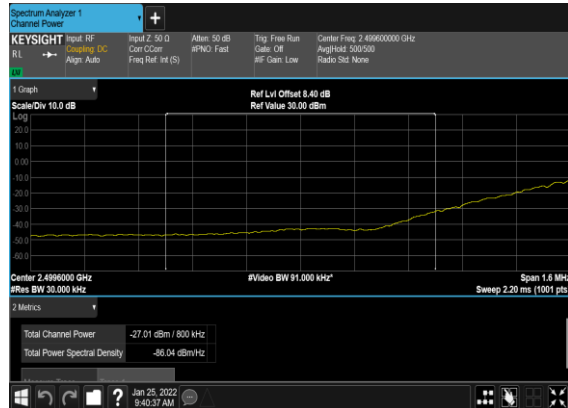 Spectrum Analyzer 1
Channel Power
+
KEYSIGHT
RL
Input: RF
Coupling: DC
Align: Auto
Input Z: 50 Ω
Corr CCorr
Freq Ref: Int (S)
Atten: 50 dB
#PNO: Fast
Trig: Free Run
Gate: Off
#IF Gain: Low
Center Freq: 2.499600000 GHz
Avg|Hold: 500/500
Radio Std: None
1 Graph
Scale/Div 10.0 dB
Ref Lvl Offset 8.40 dB
Ref Value 30.00 dBm
Log
20.0
10.0
0.00
-10.0
-20.0
-30.0
-40.0
-50.0
-60.0
Center 2.4996000 GHz
#Res BW 30.000 kHz
#Video BW 91.000 kHz*
Span 1.6 MHz
Sweep 2.20 ms (1001 pts)
2 Metrics
Total Channel Power -27.01 dBm / 800 kHz
Total Power Spectral Density -86.04 dBm/Hz
Jan 25, 2022
9:40:37 AM